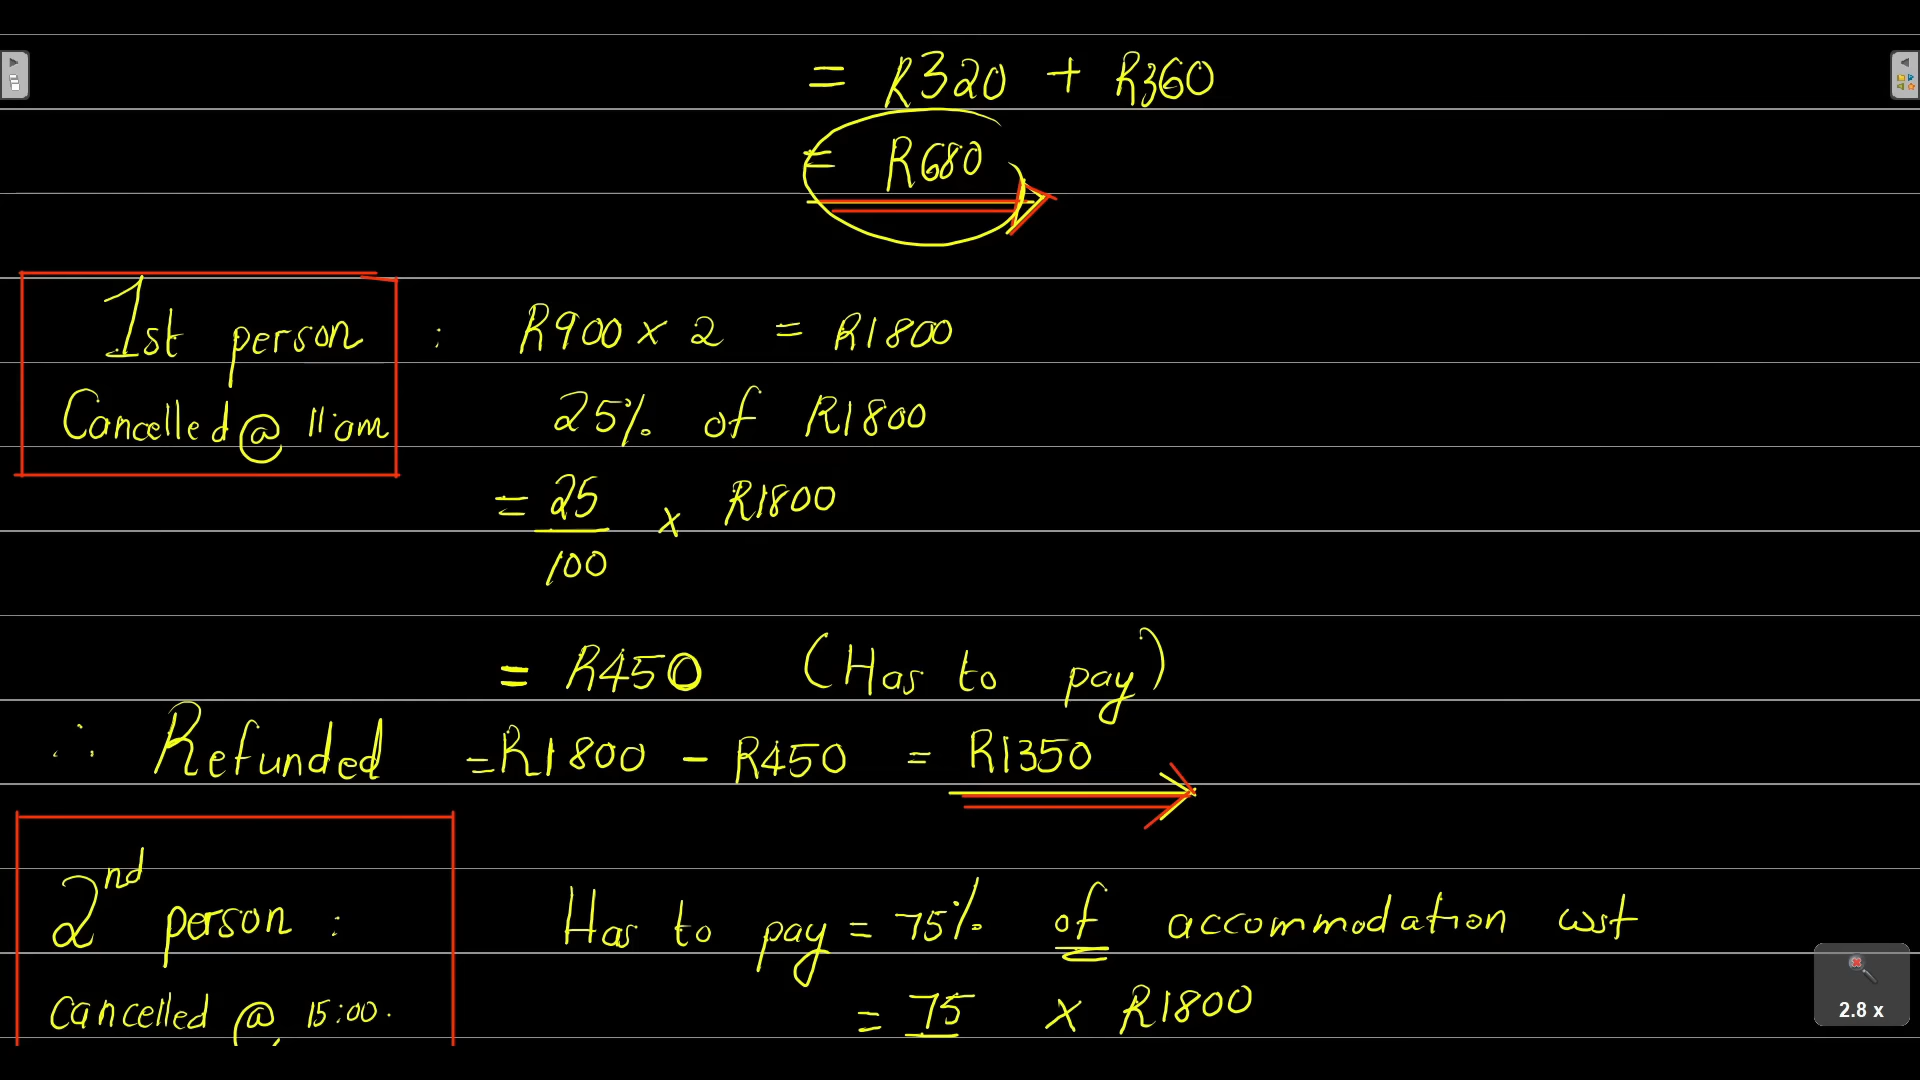 = R320 + R360
= R680
1st person : R900 × 2 = R1800
Cancelled @ 11am 25% of R1800
= 25/100 × R1800
= R450 (Has to pay)
∴ Refunded = R1800 - R450 = R1350
2nd person : Has to pay = 75% of accommodation cost
cancelled @ 15:00. = 75 × R1800
2.8 x